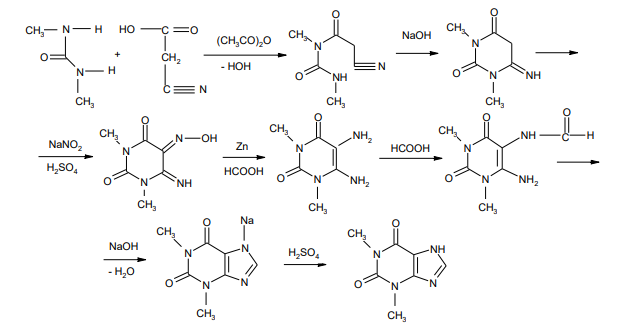 O O
CH₃ N H HO C O (CH₃CO)₂O CH₃ N NaOH CH₃ N
O + CH₂ - HOH O NH N O N NH
N H C N CH₃ CH₃
CH₃
O O O
CH₃ N N OH CH₃ N NH₂ CH₃ N NH C H
NaNO₂ Zn HCOOH
H₂SO₄ HCOOH
O N NH O N NH₂ O N NH₂
CH₃ CH₃ CH₃
O Na O
CH₃ N N CH₃ N NH
NaOH H₂SO₄
- H₂O
O N N O N N
CH₃ CH₃